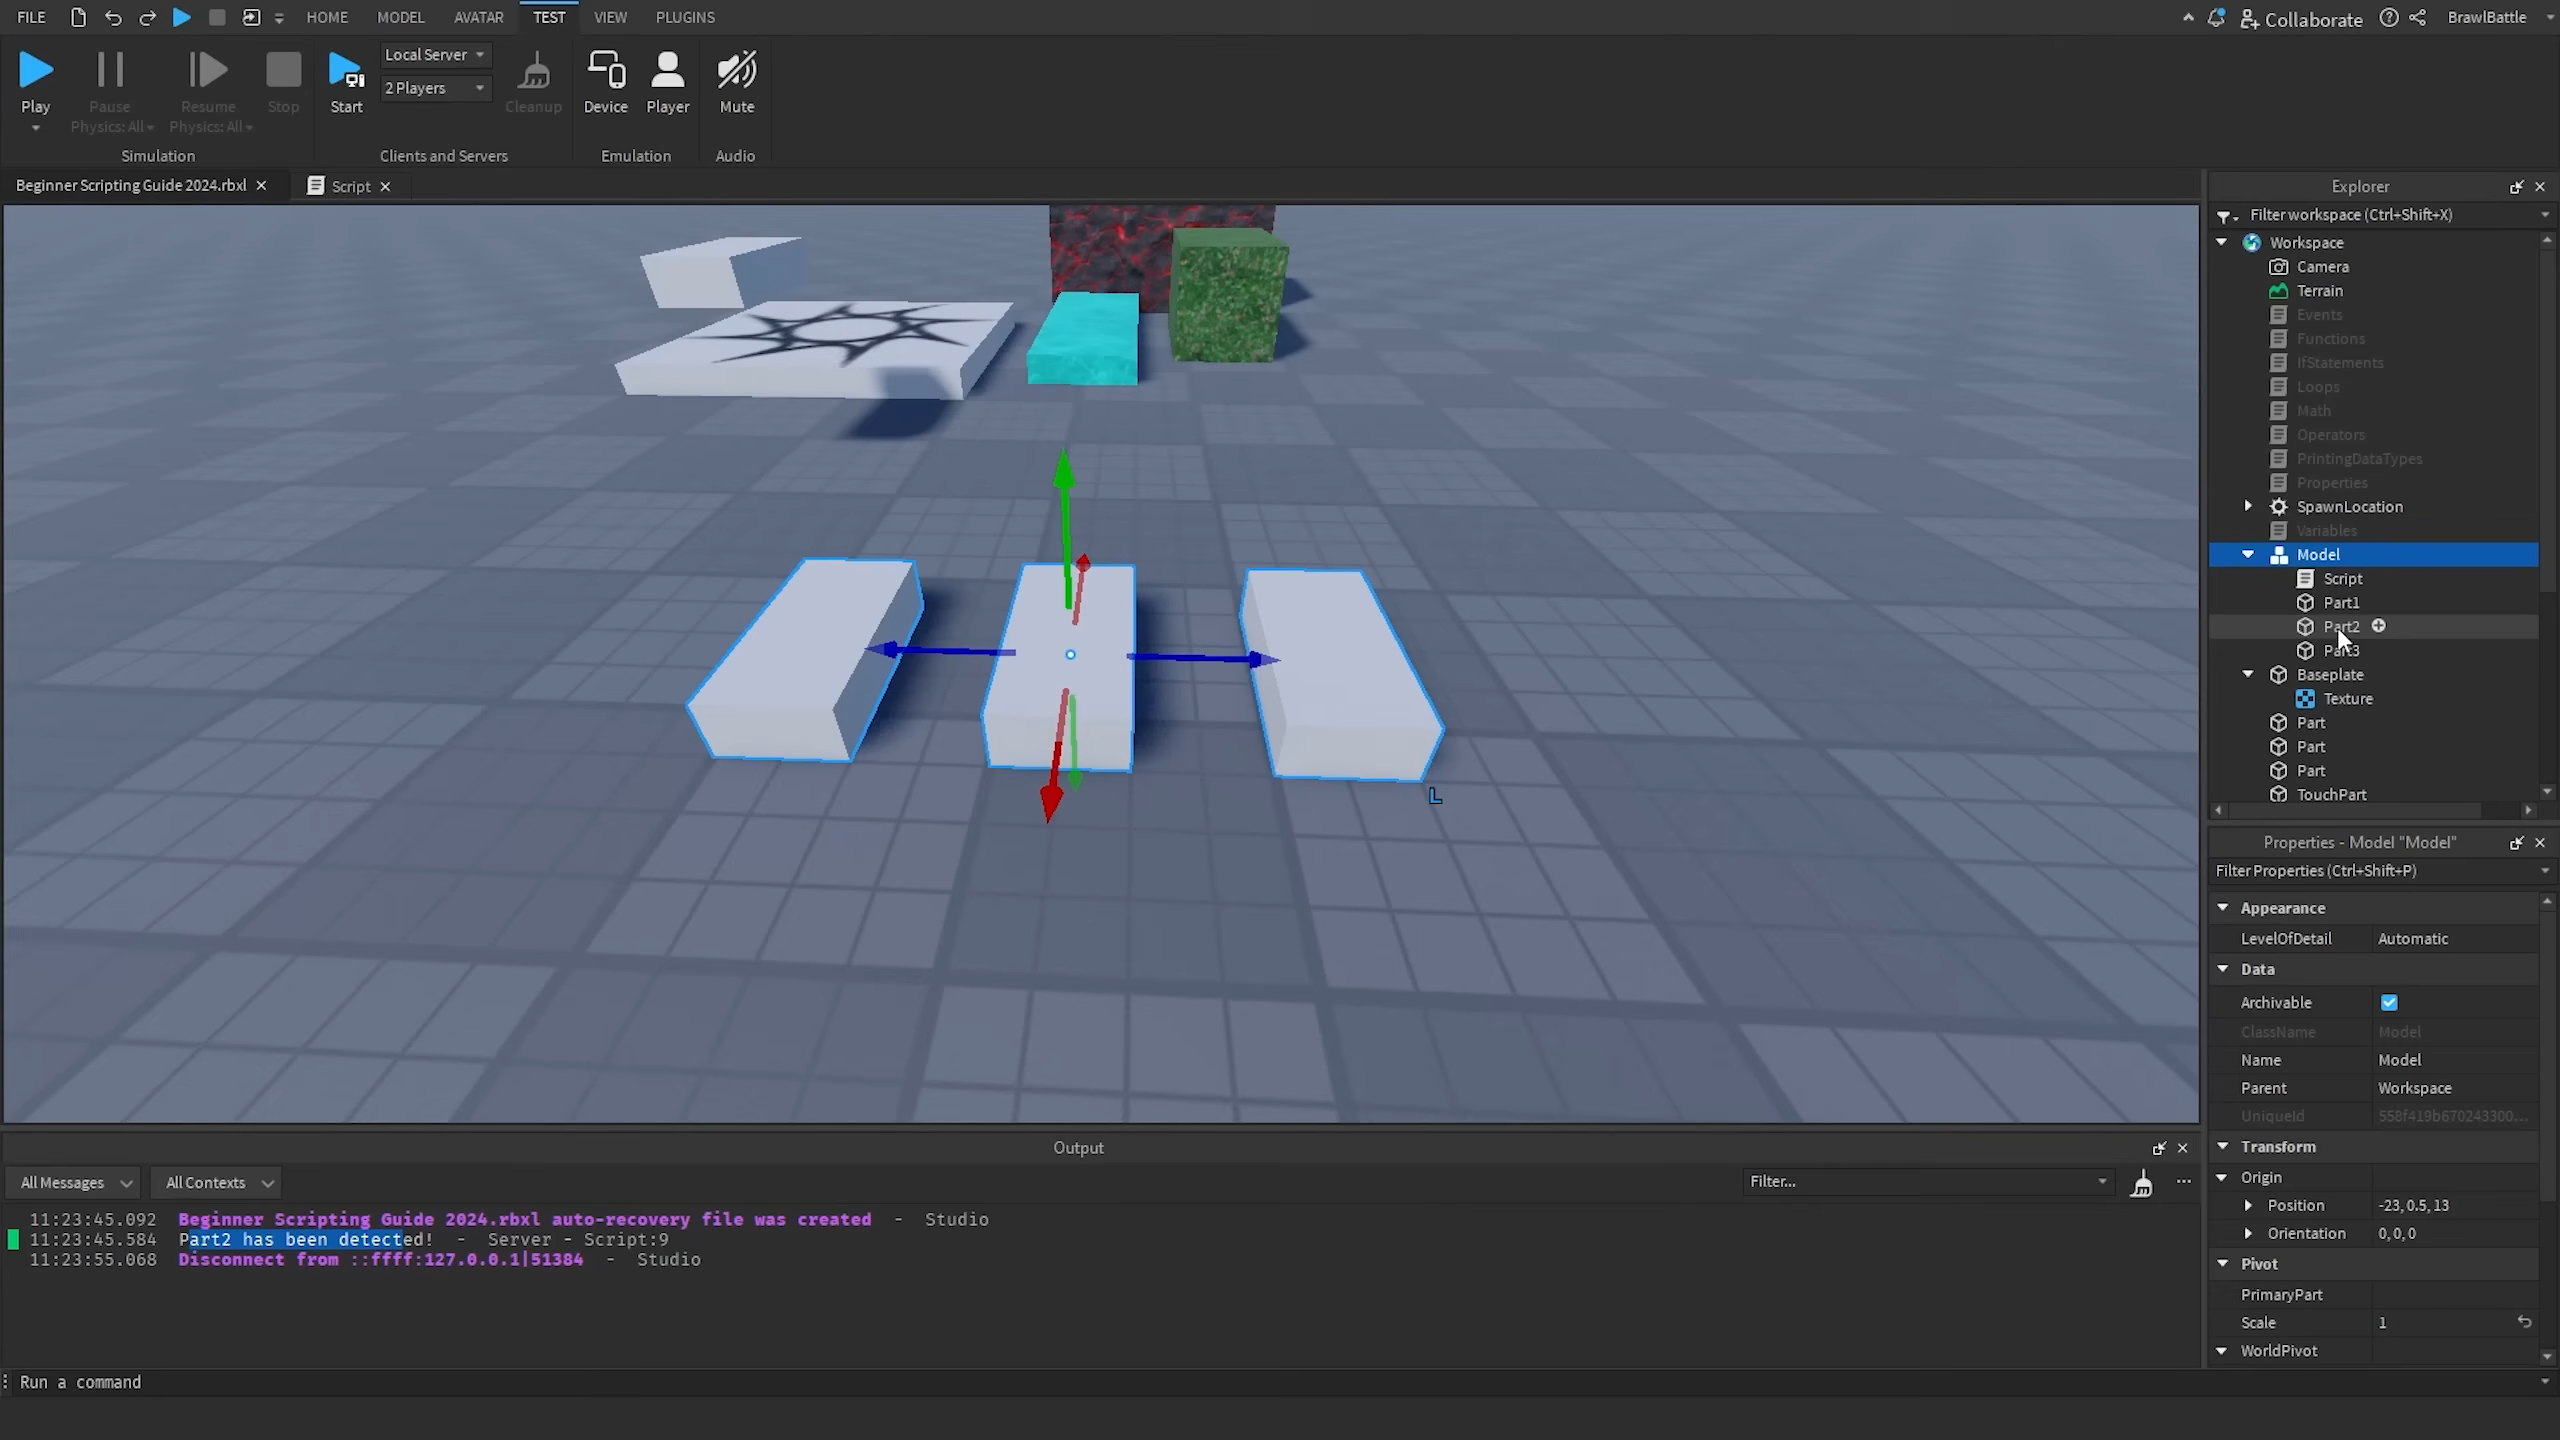 FILE HOME MODEL AVATAR TEST VIEW PLUGINS Collaborate BrawlBattle
Play Pause Resume Stop Start Local Server 2 Players Cleanup Device Player Mute
Physics: All Physics: All
Simulation Clients and Servers Emulation Audio
Beginner Scripting Guide 2024.rbxl Script
Explorer
Filter workspace (Ctrl+Shift+X)
Workspace
Camera
Terrain
Events
Functions
IfStatements
Loops
Math
Operators
PrintingDataTypes
Properties
SpawnLocation
Variables
Model
Script
Part1
Part2
Part3
Baseplate
Texture
Part
Part
Part
TouchPart
L
Properties - Model "Model"
Filter Properties (Ctrl+Shift+P)
Appearance
LevelOfDetail Automatic
Data
Archivable
ClassName Model
Name Model
Parent Workspace
UniqueId 558f419b670243300...
Transform
Origin
Position -23, 0.5, 13
Orientation 0, 0, 0
Pivot
PrimaryPart
Scale 1
WorldPivot
Output
All Messages All Contexts Filter...
11:23:45.092 Beginner Scripting Guide 2024.rbxl auto-recovery file was created - Studio
11:23:45.584 Part2 has been detected! - Server - Script:9
11:23:55.068 Disconnect from ::ffff:127.0.0.1|51384 - Studio
Run a command